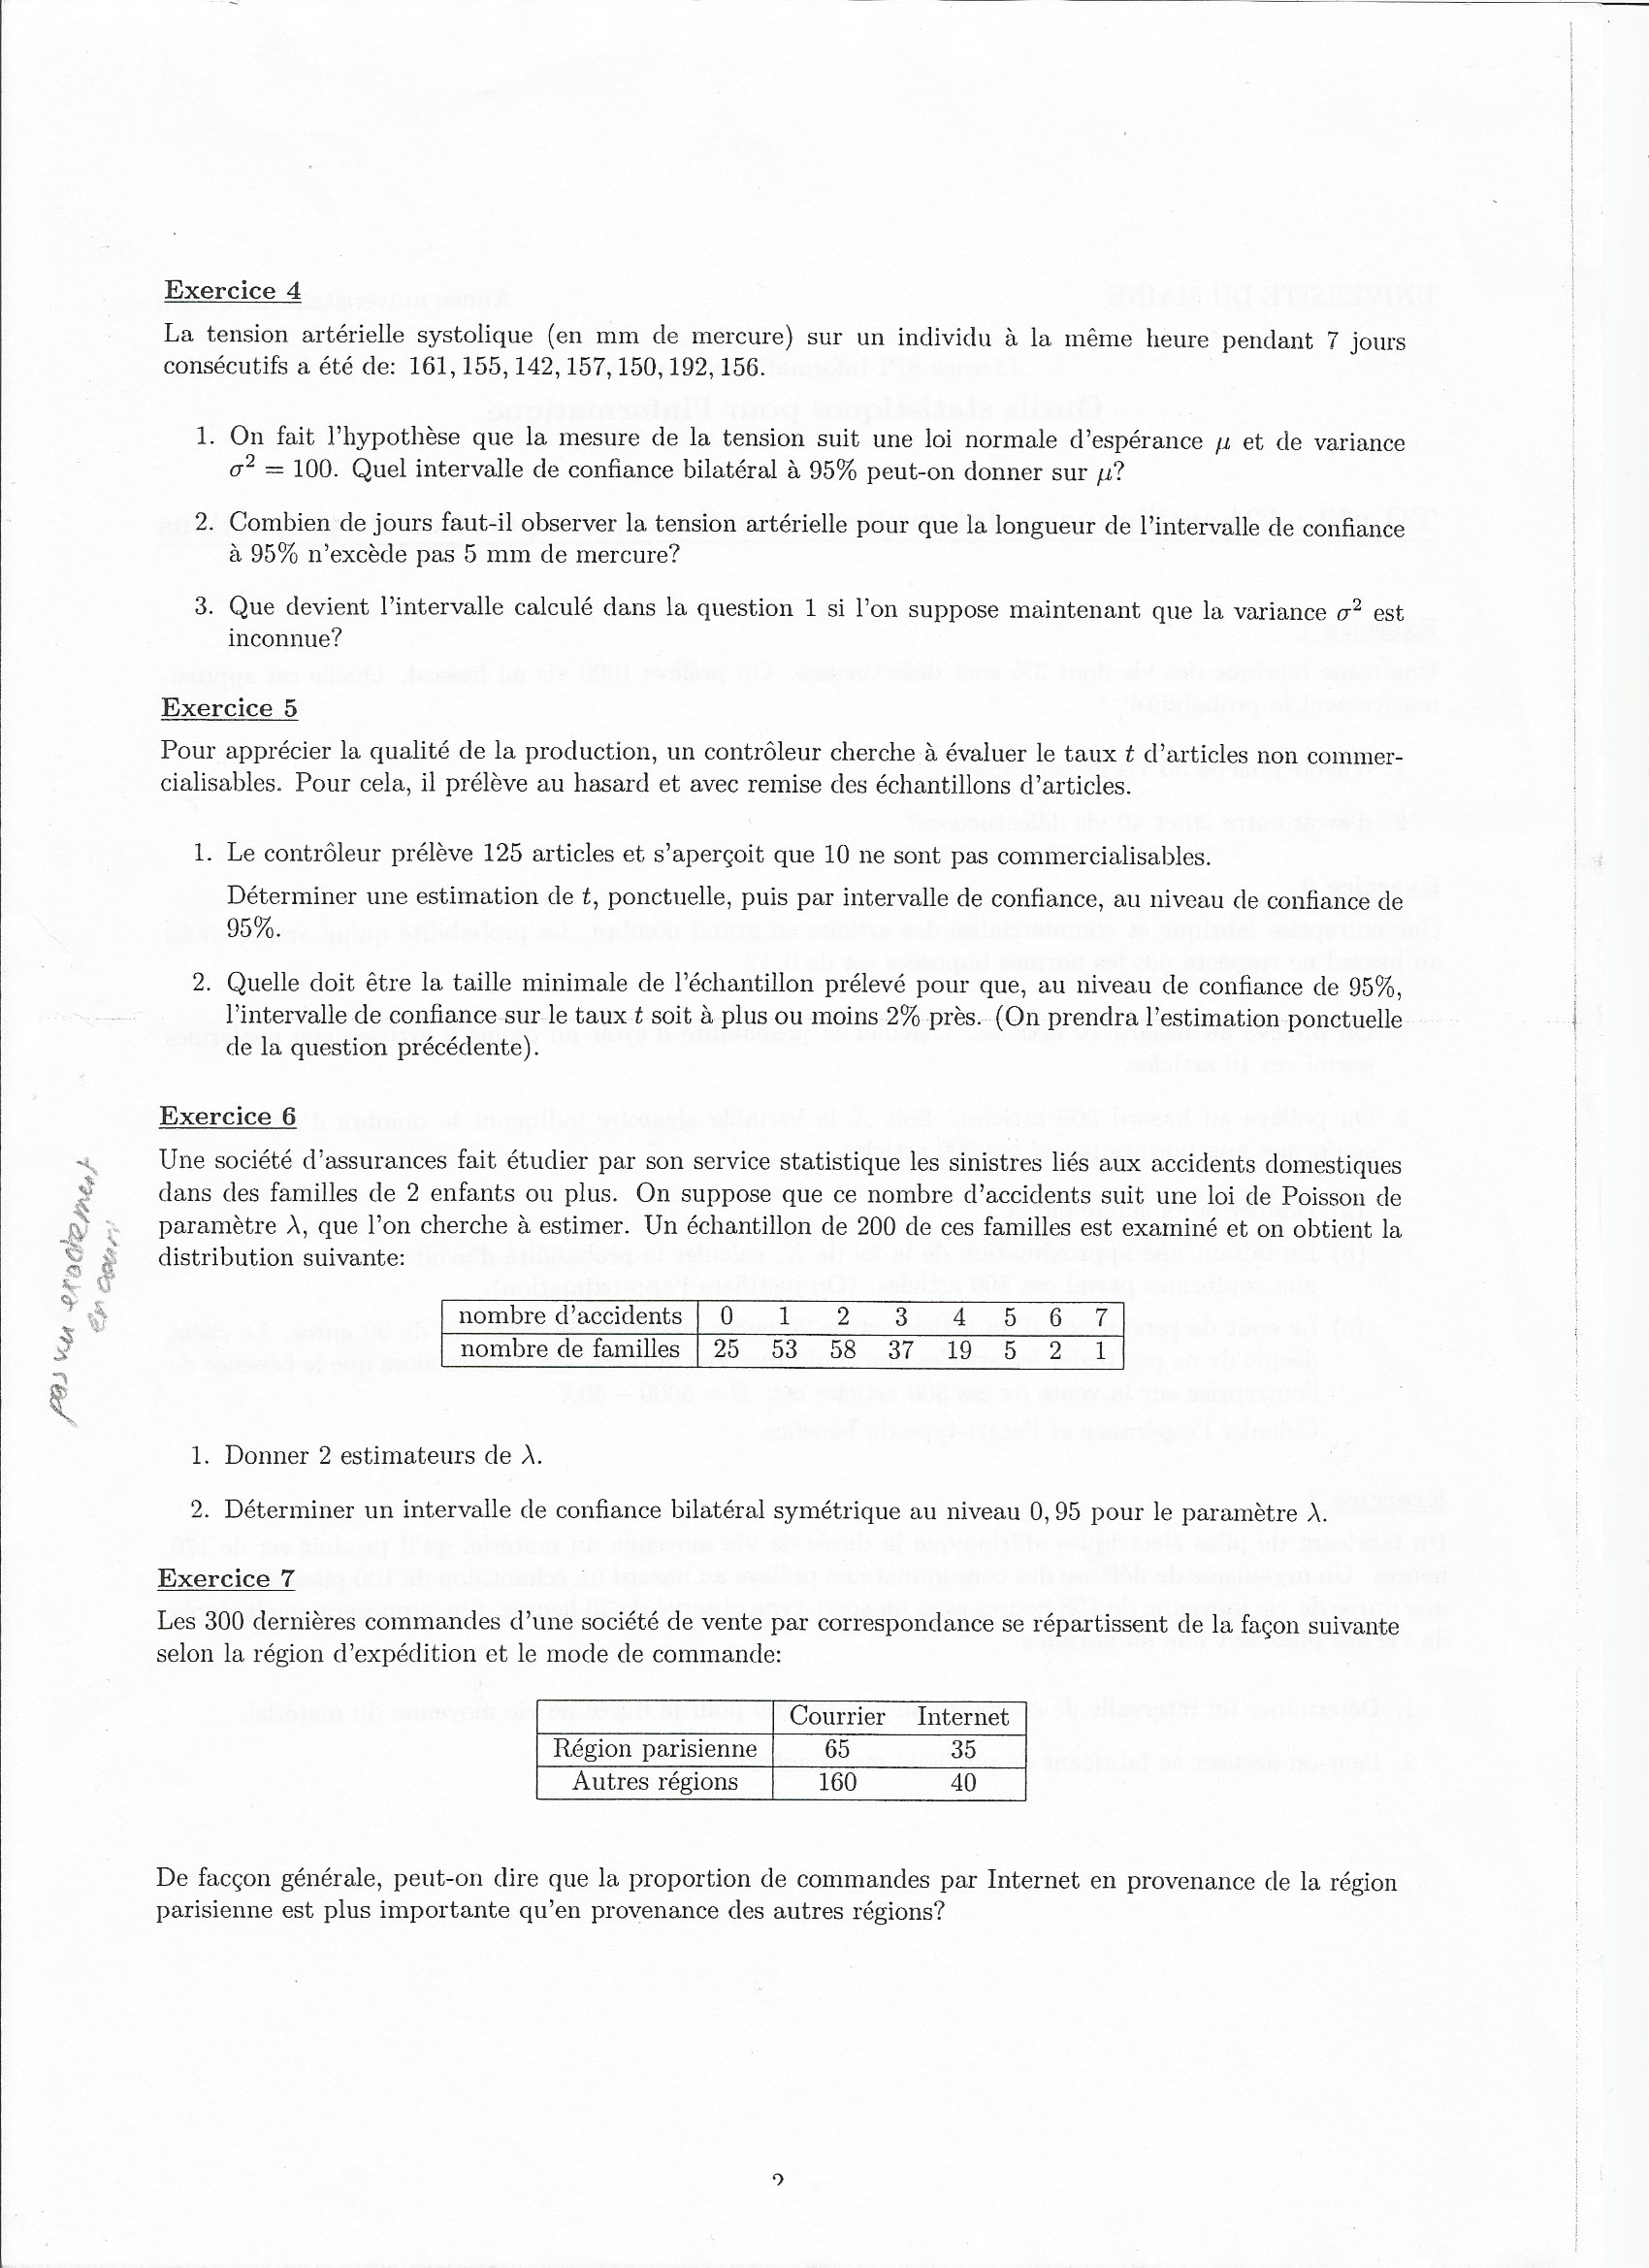 Exercice 4
La tension artérielle systolique (en mm de mercure) sur un individu à la même heure pendant 7 jours
consécutifs a été de: 161, 155, 142, 157, 150, 192, 156.
1. On fait l'hypothèse que la mesure de la tension suit une loi normale d'espérance μ et de variance
σ² = 100. Quel intervalle de confiance bilatéral à 95% peut-on donner sur μ?
2. Combien de jours faut-il observer la tension artérielle pour que la longueur de l'intervalle de confiance
à 95% n'excède pas 5 mm de mercure?
3. Que devient l'intervalle calculé dans la question 1 si l'on suppose maintenant que la variance σ² est
inconnue?
Exercice 5
Pour apprécier la qualité de la production, un contrôleur cherche à évaluer le taux t d'articles non commer-
cialisables. Pour cela, il prélève au hasard et avec remise des échantillons d'articles.
1. Le contrôleur prélève 125 articles et s'aperçoit que 10 ne sont pas commercialisables.
Déterminer une estimation de t, ponctuelle, puis par intervalle de confiance, au niveau de confiance de
95%.
2. Quelle doit être la taille minimale de l'échantillon prélevé pour que, au niveau de confiance de 95%,
l'intervalle de confiance sur le taux t soit à plus ou moins 2% près. (On prendra l'estimation ponctuelle
de la question précédente).
Exercice 6
pas vu exactement
en cours
Une société d'assurances fait étudier par son service statistique les sinistres liés aux accidents domestiques
dans des familles de 2 enfants ou plus. On suppose que ce nombre d'accidents suit une loi de Poisson de
paramètre λ, que l'on cherche à estimer. Un échantillon de 200 de ces familles est examiné et on obtient la
distribution suivante:
nombre d'accidents 0 1 2 3 4 5 6 7
nombre de familles 25 53 58 37 19 5 2 1
1. Donner 2 estimateurs de λ.
2. Déterminer un intervalle de confiance bilatéral symétrique au niveau 0,95 pour le paramètre λ.
Exercice 7
Les 300 dernières commandes d'une société de vente par correspondance se répartissent de la façon suivante
selon la région d'expédition et le mode de commande:
Courrier Internet
Région parisienne 65 35
Autres régions 160 40
De facçon générale, peut-on dire que la proportion de commandes par Internet en provenance de la région
parisienne est plus importante qu'en provenance des autres régions?